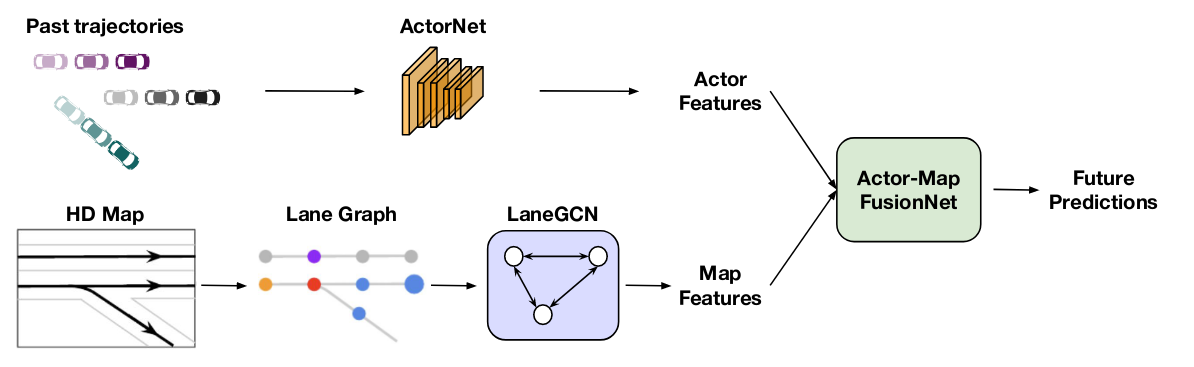 Past trajectories
ActorNet
Actor
Features
HD Map
Lane Graph
LaneGCN
Map
Features
Actor-Map
FusionNet
Future
Predictions